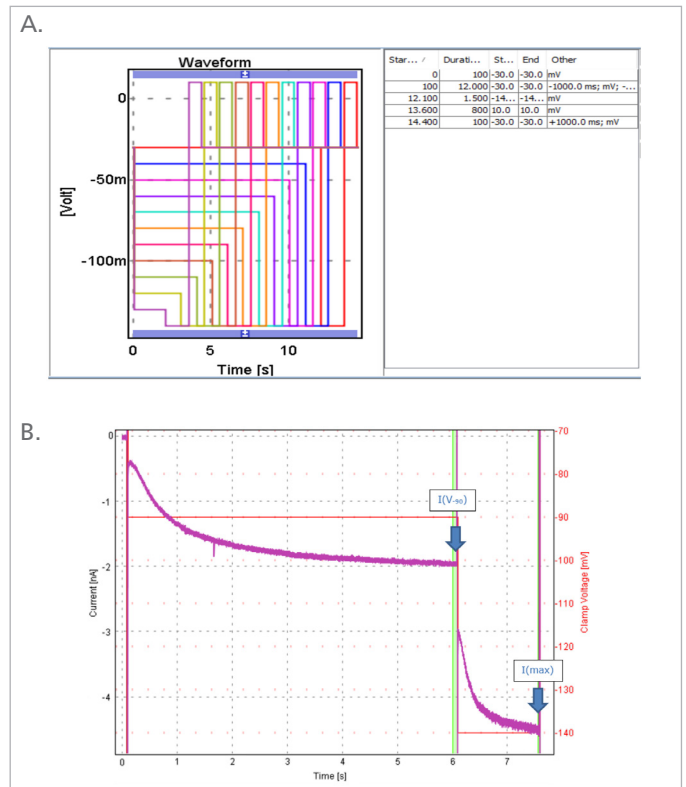 A.
Waveform
0
-50m
-100m
[Volt]
0 5 10
Time [s]
Star... / Durati... St... End Other
0 100 -30.0 -30.0 mV
100 12.000 -30.0 -30.0 -1000.0 ms; mV; -...
12.100 1.500 -14... -14... mV
13.600 800 10.0 10.0 mV
14.400 100 -30.0 -30.0 +1000.0 ms; mV
B.
0
-1
-2
-3
-4
Current [nA]
I(V-90)
I(max)
-70
-80
-90
-100
-110
-120
-130
-140
Clamp Voltage [mV]
0 1 2 3 4 5 6 7
Time [s]